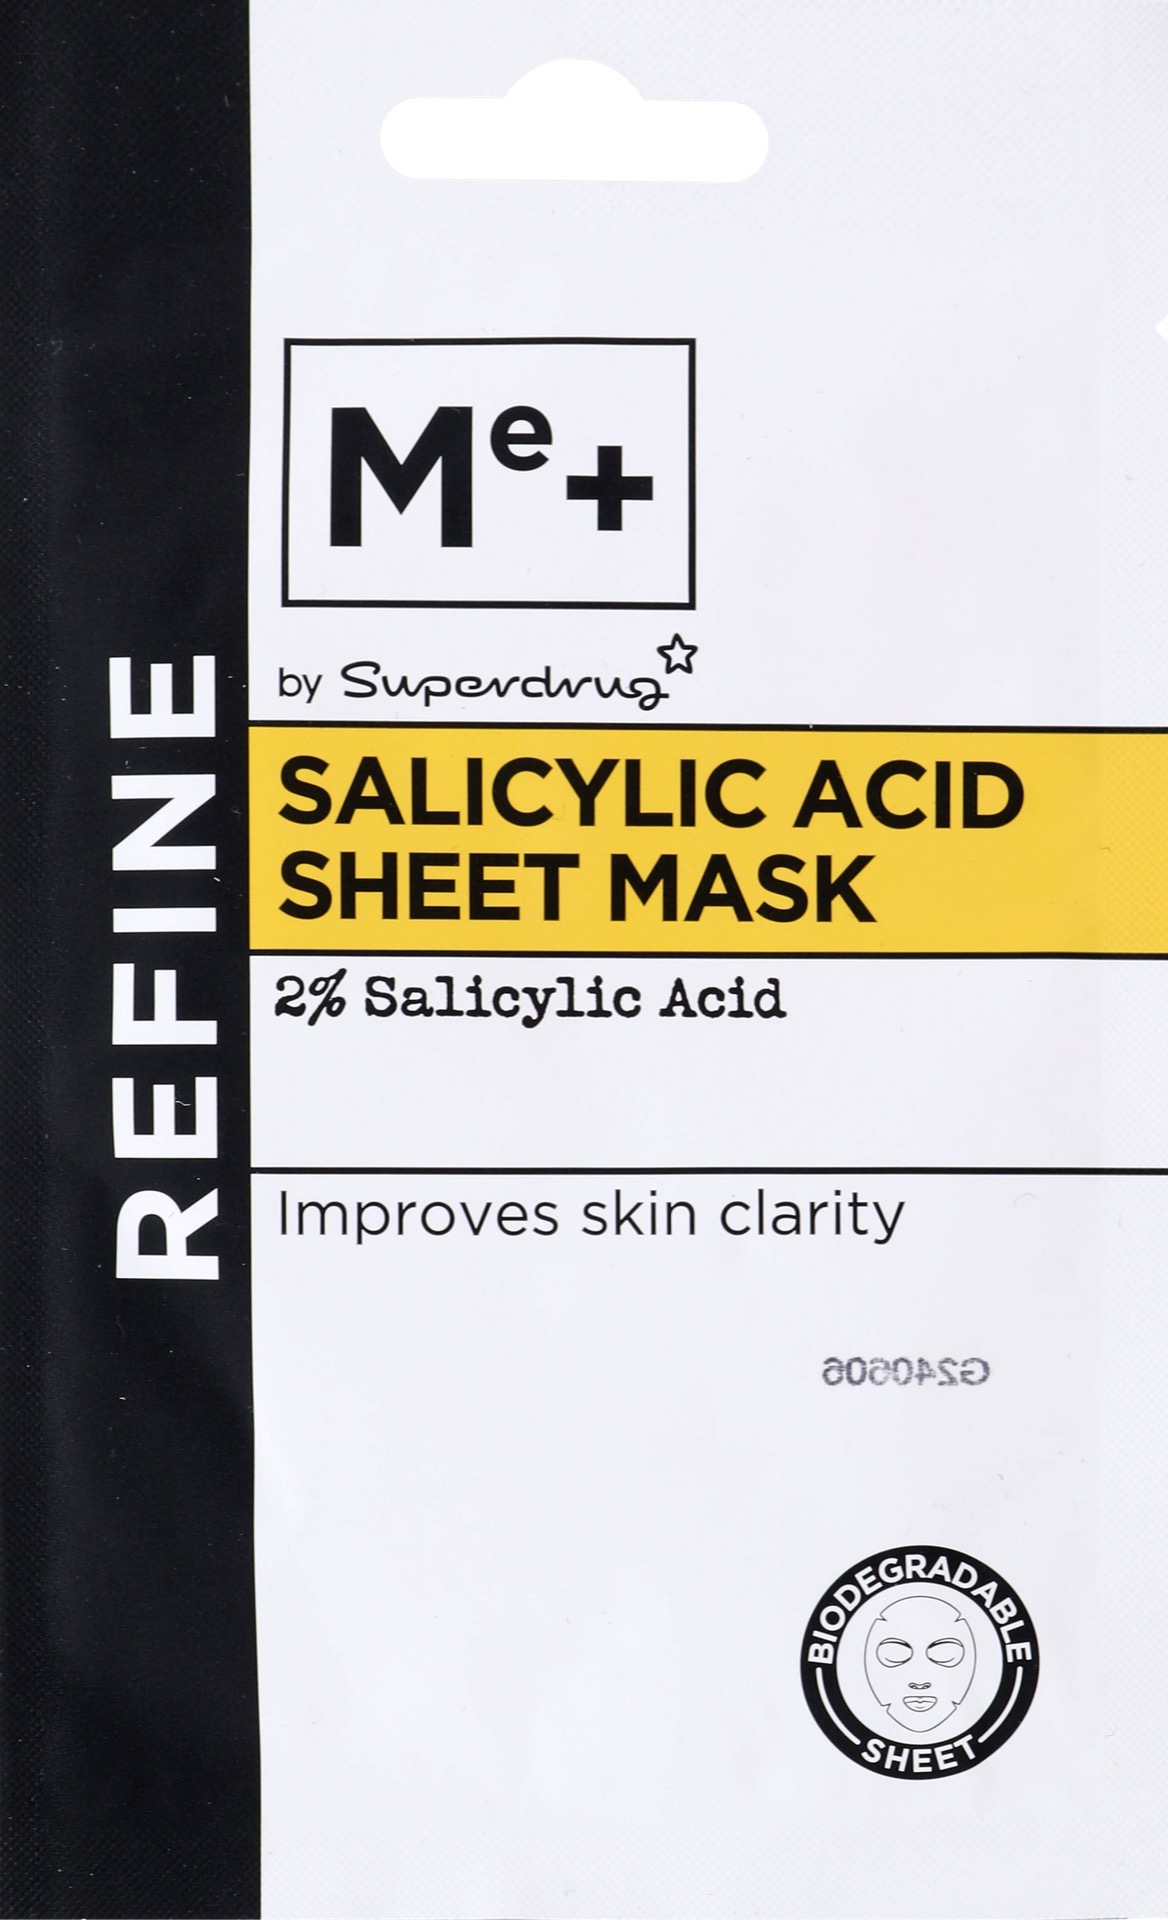 Me+
by Superdrug
SALICYLIC ACID
SHEET MASK
2% Salicylic Acid
Improves skin clarity
REFINE
G240606
BIODEGRADABLE
SHEET